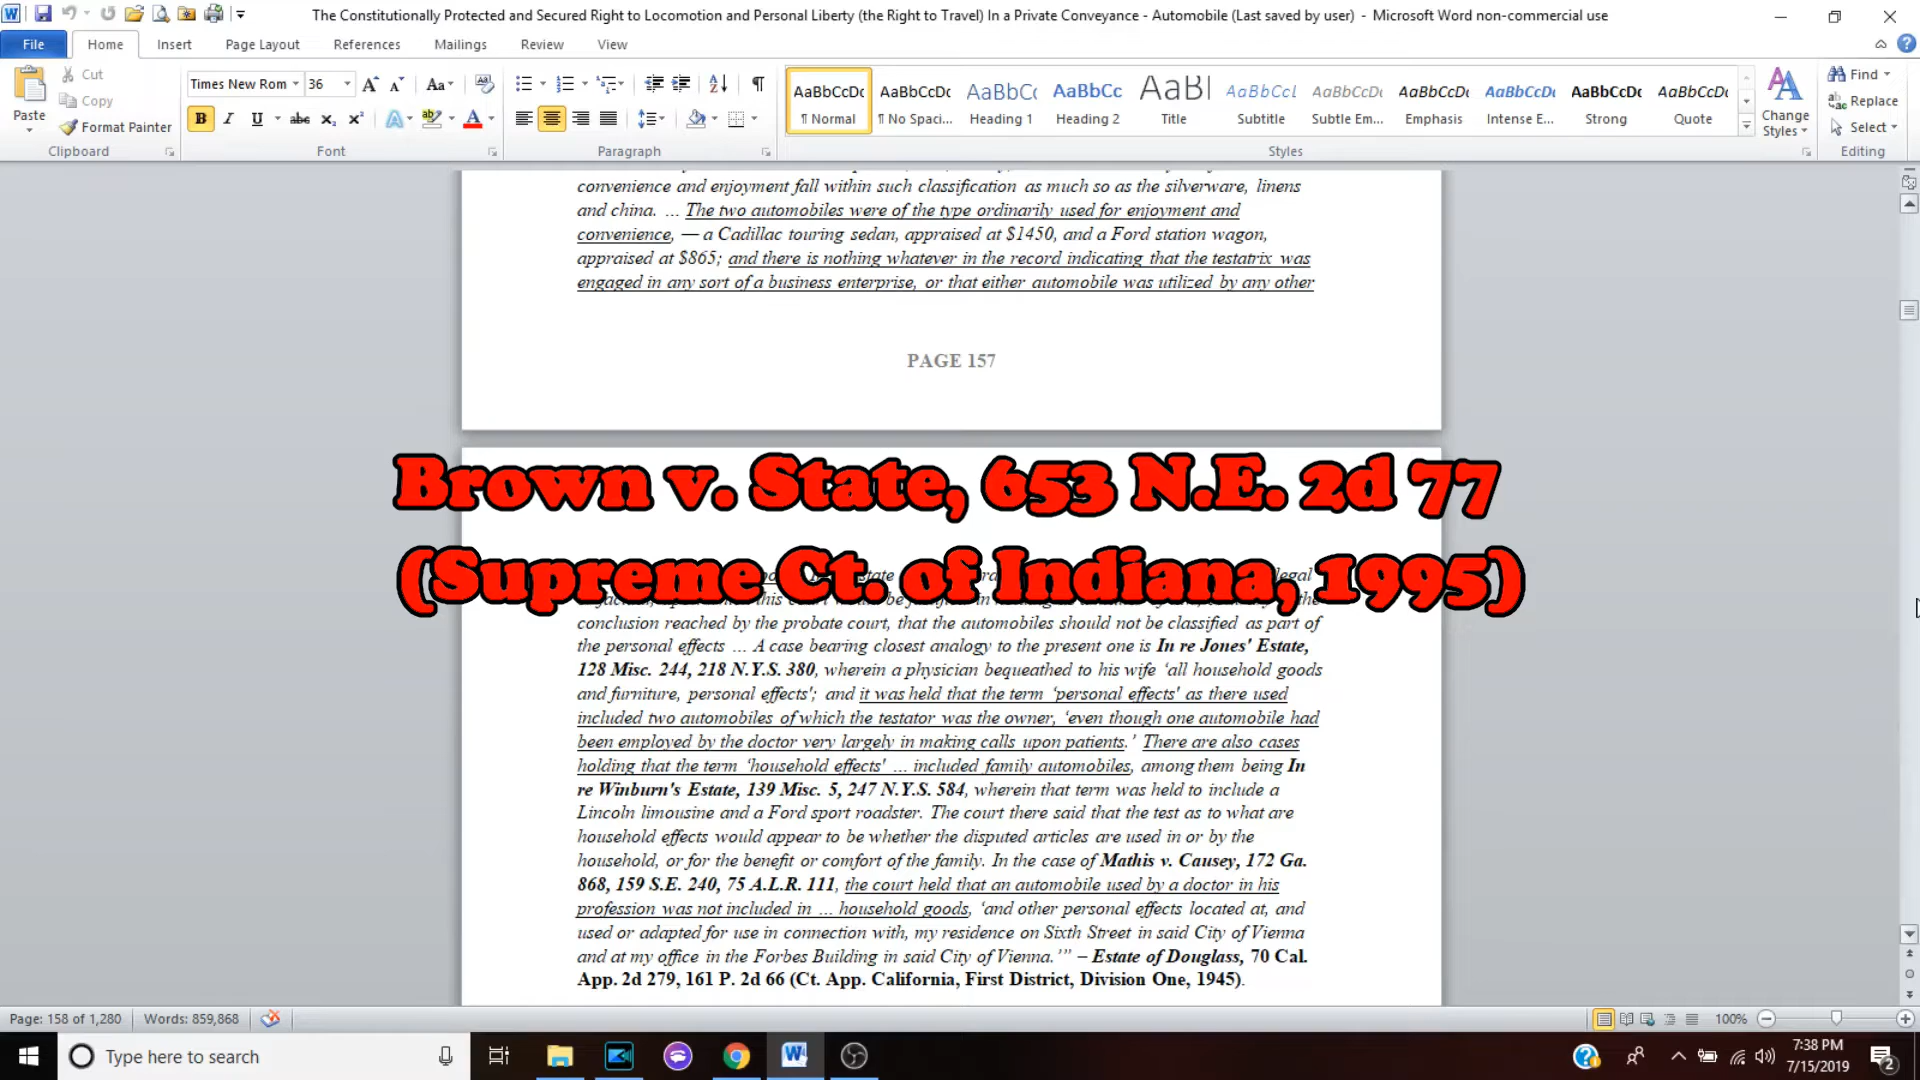 The Constitutionally Protected and Secured Right to Locomotion and Personal Liberty (the Right to Travel) In a Private Conveyance - Automobile (Last saved by user) - Microsoft Word non-commercial use
File Home Insert Page Layout References Mailings Review View
Paste
Cut
Copy
Format Painter
Clipboard
Times New Rom 36
Font
Paragraph
AaBbCcDc AaBbCcDc AaBbCc AaBbCc AaBl AaBbCcL AaBbCcDc AaBbCcDc AaBbCcDc AaBbCcDc AaBbCcDc
¶ Normal ¶ No Spaci... Heading 1 Heading 2 Title Subtitle Subtle Em... Emphasis Intense E... Strong Quote
Styles
Change Styles
Find
Replace
Select
Editing
convenience and enjoyment fall within such classification as much so as the silverware, linens
and china. … The two automobiles were of the type ordinarily used for enjoyment and
convenience, — a Cadillac touring sedan, appraised at $1450, and a Ford station wagon,
appraised at $865; and there is nothing whatever in the record indicating that the testatrix was
engaged in any sort of a business enterprise, or that either automobile was utilized by any other
PAGE 157
Brown v. State, 653 N.E. 2d 77
(Supreme Ct. of Indiana, 1995)
legal
the
conclusion reached by the probate court, that the automobiles should not be classified as part of
the personal effects … A case bearing closest analogy to the present one is In re Jones' Estate,
128 Misc. 244, 218 N.Y.S. 380, wherein a physician bequeathed to his wife ‘all household goods
and furniture, personal effects'; and it was held that the term ‘personal effects' as there used
included two automobiles of which the testator was the owner, ‘even though one automobile had
been employed by the doctor very largely in making calls upon patients.’ There are also cases
holding that the term ‘household effects' … included family automobiles, among them being In
re Winburn's Estate, 139 Misc. 5, 247 N.Y.S. 584, wherein that term was held to include a
Lincoln limousine and a Ford sport roadster. The court there said that the test as to what are
household effects would appear to be whether the disputed articles are used in or by the
household, or for the benefit or comfort of the family. In the case of Mathis v. Causey, 172 Ga.
868, 159 S.E. 240, 75 A.L.R. 111, the court held that an automobile used by a doctor in his
profession was not included in … household goods, ‘and other personal effects located at, and
used or adapted for use in connection with, my residence on Sixth Street in said City of Vienna
and at my office in the Forbes Building in said City of Vienna.’” – Estate of Douglass, 70 Cal.
App. 2d 279, 161 P. 2d 66 (Ct. App. California, First District, Division One, 1945).
Page: 158 of 1,280 Words: 859,868 100%
Type here to search
7:38 PM
7/15/2019
2